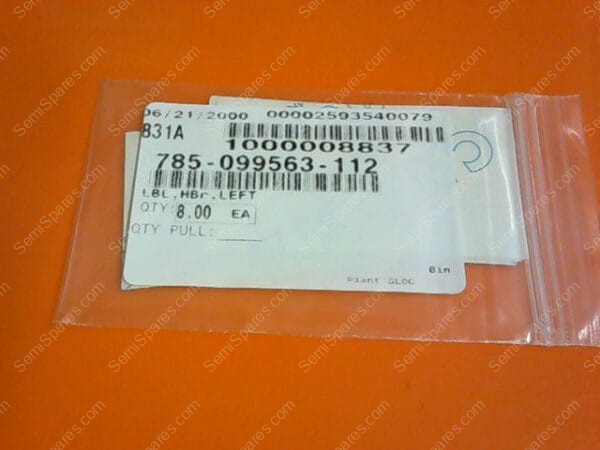 06/21/2000 00002593540079
831A
1000008837
785-099563-112
LBL,HBr,LEFT
QTY: 8.00 EA
QTY PULL:
Bin
Plant SLOC
SemiSpares.com